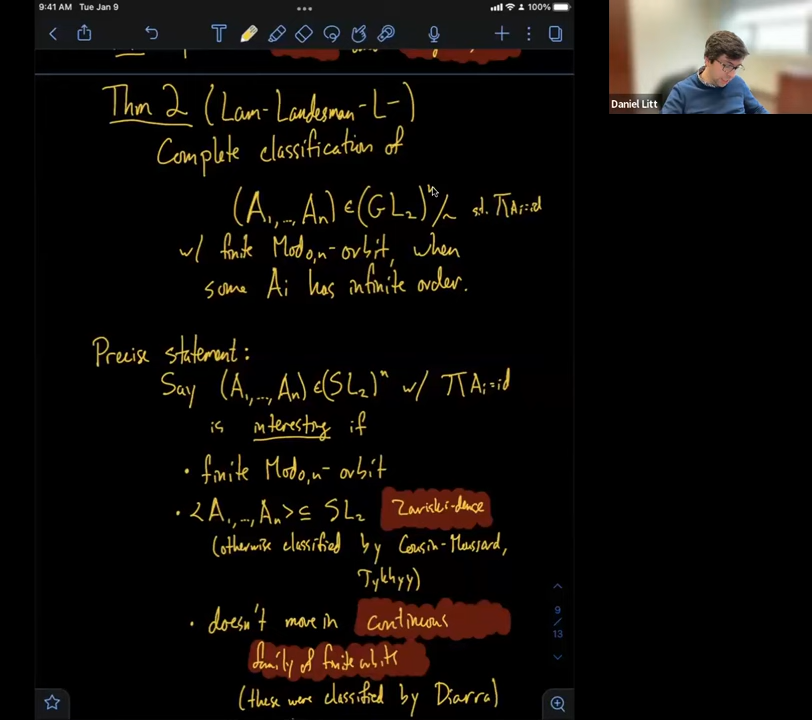 9:41 AM Tue Jan 9
100%
Thm 2 (Lam-Landesman-L-)
Complete classification of
(A₁,..., Aₙ) ∈ (GL₂)ⁿ/~ s.t. ΠAᵢ=id
w/ finite Mod₀,ₙ-orbit, when
some Aᵢ has infinite order.
Precise statement:
Say (A₁,..., Aₙ) ∈ (SL₂)ⁿ w/ ΠAᵢ=id
is interesting if
• finite Mod₀,ₙ-orbit
• <A₁,..., Aₙ> ⊆ SL₂ Zariski-dense
(otherwise classified by Cousin-Moussard,
Tykhyy)
• doesn't move in continuous
family of finite orbits
(these were classified by Diarra)
9
/
13
Daniel Litt